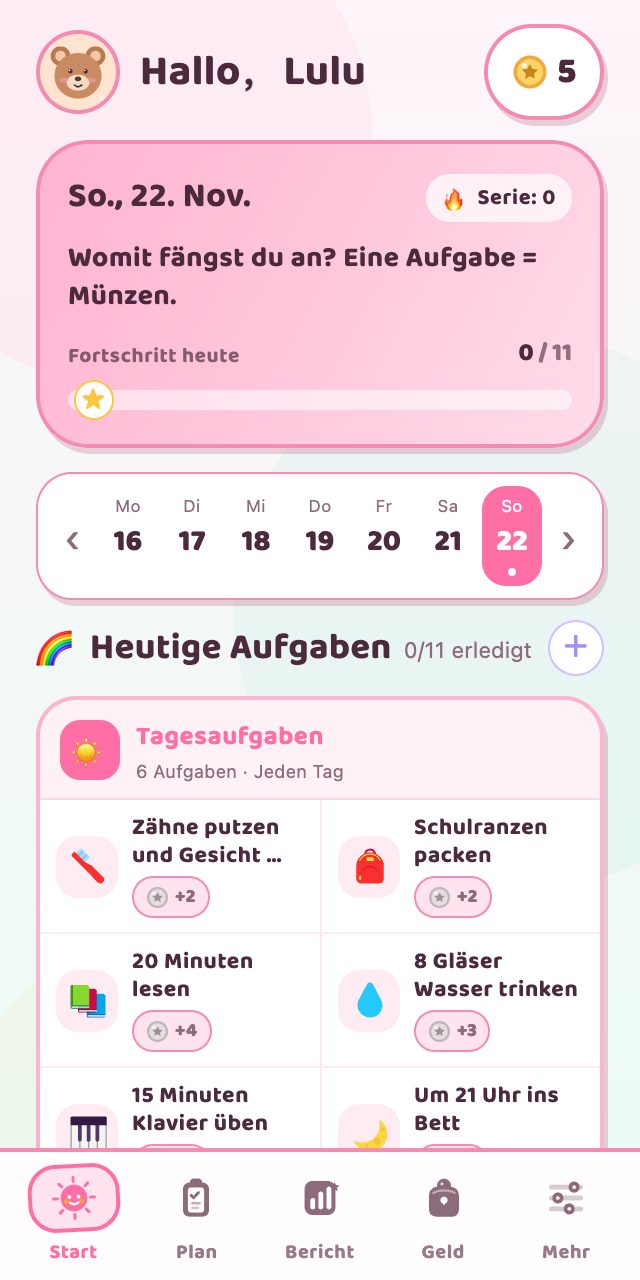 Hallo, Lulu
5
So., 22. Nov.
Serie: 0
Womit fängst du an? Eine Aufgabe =
Münzen.
Fortschritt heute
0 / 11
Mo Di Mi Do Fr Sa So
‹ 16 17 18 19 20 21 22 ›
Heutige Aufgaben 0/11 erledigt +
Tagesaufgaben
6 Aufgaben · Jeden Tag
Zähne putzen
und Gesicht ...
+2
Schulranzen
packen
+2
20 Minuten
lesen
+4
8 Gläser
Wasser trinken
+3
15 Minuten
Klavier üben
Um 21 Uhr ins
Bett
Start Plan Bericht Geld Mehr